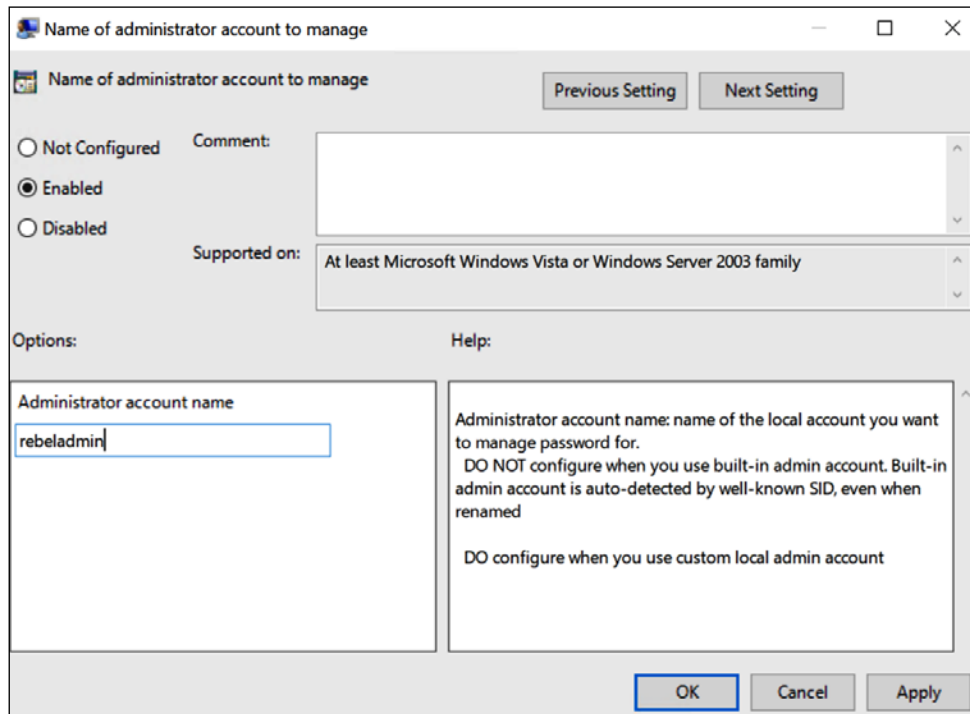 Name of administrator account to manage
Name of administrator account to manage
Previous Setting
Next Setting
Not Configured
Comment:
Enabled
Disabled
Supported on:
At least Microsoft Windows Vista or Windows Server 2003 family
Options:
Help:
Administrator account name
rebeladmin
Administrator account name: name of the local account you want
to manage password for.
DO NOT configure when you use built-in admin account. Built-in
admin account is auto-detected by well-known SID, even when
renamed
DO configure when you use custom local admin account
OK
Cancel
Apply